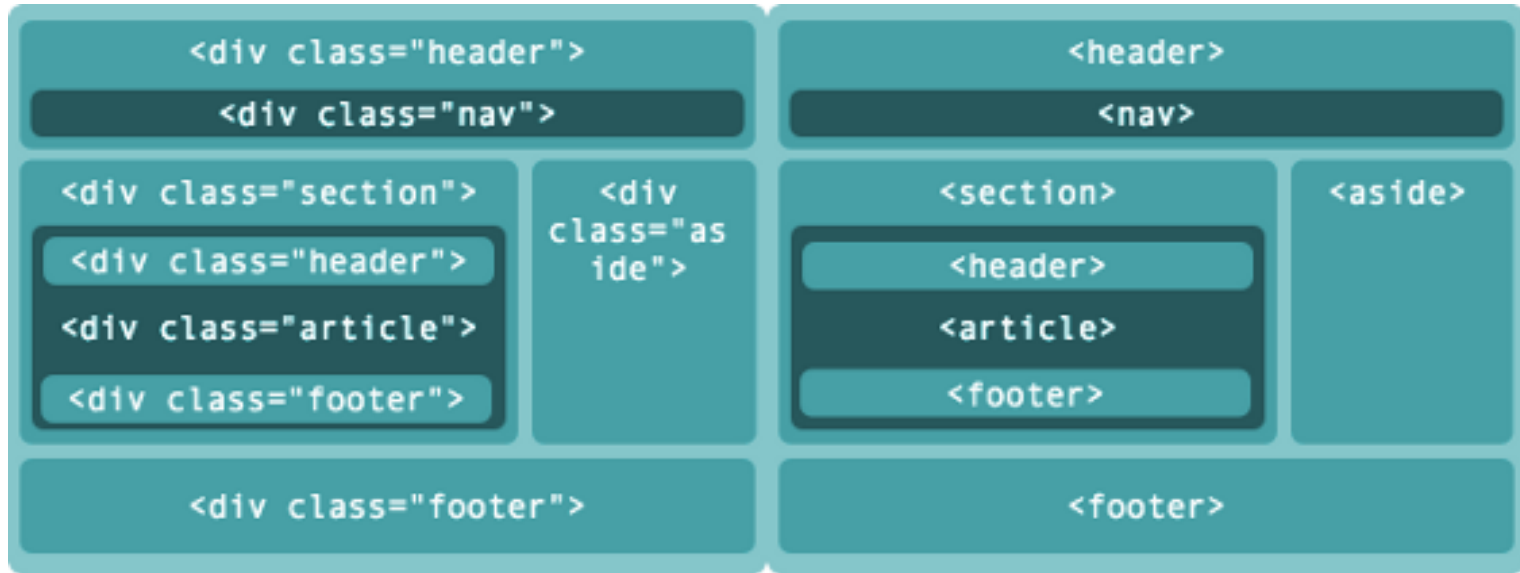 <div class="header">
<div class="nav">
<div class="section">
<div class="header">
<div class="article">
<div class="footer">
<div
class="as
ide">
<div class="footer">
<header>
<nav>
<section>
<header>
<article>
<footer>
<aside>
<footer>